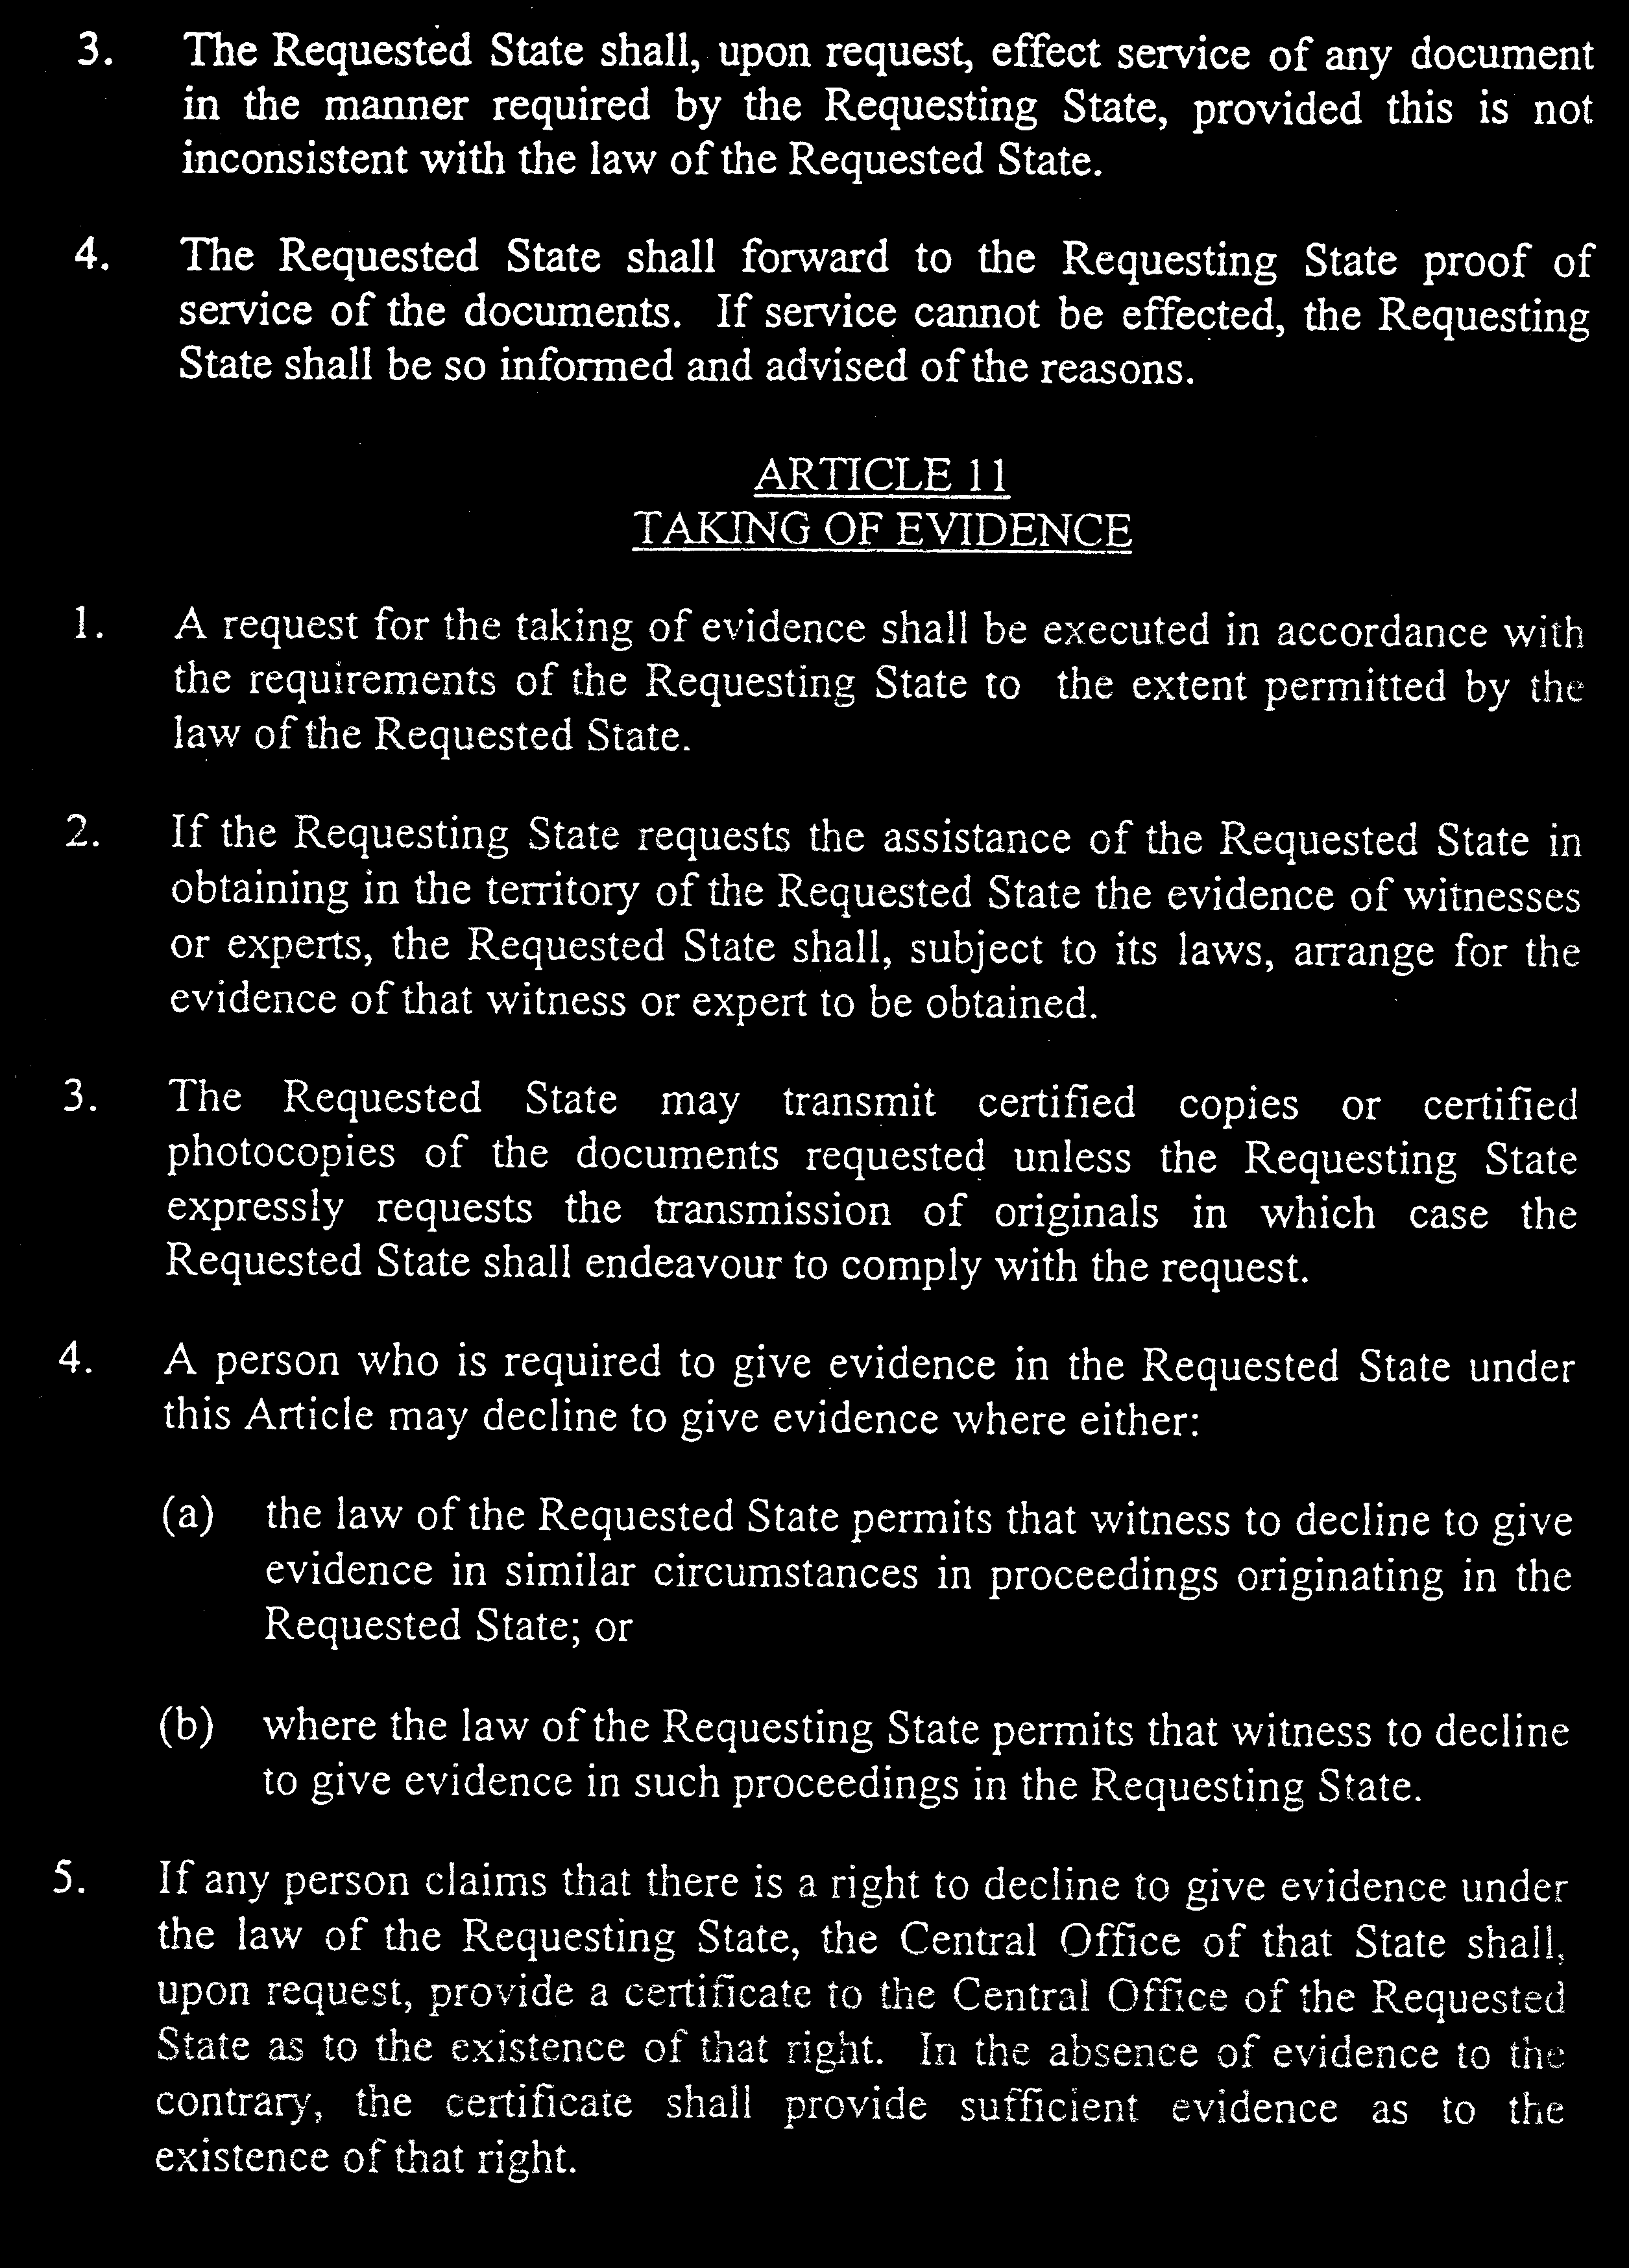 3. The Requested State shall, upon request, effect service of any document
in the manner required by the Requesting State, provided this is not
inconsistent with the law of the Requested State.
4. The Requested State shall forward to the Requesting State proof of
service of the documents. If service cannot be effected, the Requesting
State shall be so informed and advised of the reasons.
ARTICLE 11
TAKING OF EVIDENCE
1. A request for the taking of evidence shall be executed in accordance with
the requirements of the Requesting State to the extent permitted by the
law of the Requested State.
2. If the Requesting State requests the assistance of the Requested State in
obtaining in the territory of the Requested State the evidence of witnesses
or experts, the Requested State shall, subject to its laws, arrange for the
evidence of that witness or expert to be obtained.
3. The Requested State may transmit certified copies or certified
photocopies of the documents requested unless the Requesting State
expressly requests the transmission of originals in which case the
Requested State shall endeavour to comply with the request.
4. A person who is required to give evidence in the Requested State under
this Article may decline to give evidence where either:
(a) the law of the Requested State permits that witness to decline to give
evidence in similar circumstances in proceedings originating in the
Requested State; or
(b) where the law of the Requesting State permits that witness to decline
to give evidence in such proceedings in the Requesting State.
5. If any person claims that there is a right to decline to give evidence under
the law of the Requesting State, the Central Office of that State shall,
upon request, provide a certificate to the Central Office of the Requested
State as to the existence of that right. In the absence of evidence to the
contrary, the certificate shall provide sufficient evidence as to the
existence of that right.